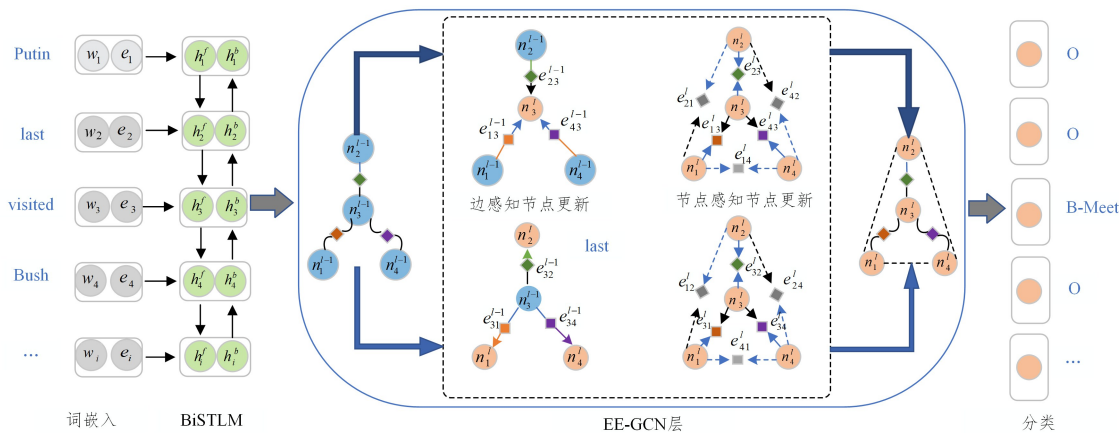 Putin
w₁ e₁
h₁ᶠ h₁ᵇ
last
w₂ e₂
h₂ᶠ h₂ᵇ
visited
w₃ e₃
h₃ᶠ h₃ᵇ
Bush
w₄ e₄
h₄ᶠ h₄ᵇ
...
wᵢ eᵢ
hᵢᶠ hᵢᵇ
词嵌入
BiSTLM
n₂ˡ⁻¹
n₃ˡ⁻¹
n₁ˡ⁻¹ n₄ˡ⁻¹
n₂ˡ⁻¹
e₂₃ˡ⁻¹
n₃ˡ
e₁₃ˡ⁻¹ e₄₃ˡ⁻¹
n₁ˡ⁻¹ n₄ˡ⁻¹
边感知节点更新
n₂ˡ
e₂₃ˡ
e₂₁ˡ e₄₂ˡ
n₃ˡ
e₁₃ˡ e₄₃ˡ
e₁₄ˡ
n₁ˡ n₄ˡ
节点感知节点更新
last
n₂ˡ
e₃₂ˡ⁻¹
n₃ˡ⁻¹
e₃₁ˡ⁻¹ e₃₄ˡ⁻¹
n₁ˡ n₄ˡ
n₂ˡ
e₃₂ˡ
e₁₂ˡ e₂₄ˡ
n₃ˡ
e₃₁ˡ e₃₄ˡ
e₄₁ˡ
n₁ˡ n₄ˡ
n₂ˡ
n₃ˡ
n₁ˡ n₄ˡ
EE-GCN层
O
O
B-Meet
O
...
分类